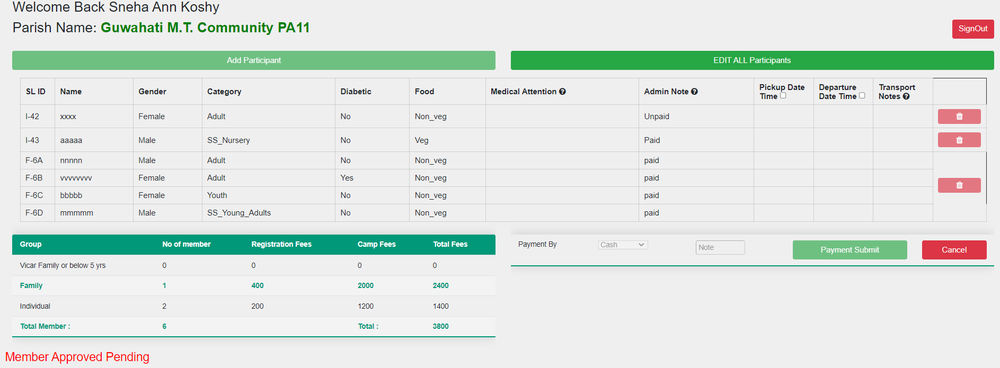 Welcome Back Sneha Ann Koshy
Parish Name: Guwahati M.T. Community PA11
SignOut
Add Participant
EDIT ALL Participants
SL ID Name Gender Category Diabetic Food Medical Attention Admin Note Pickup Date Time Departure Date Time Transport Notes
I-42 xxxx Female Adult No Non_veg Unpaid
I-43 aaaaa Male SS_Nursery No Veg Paid
F-6A nnnnn Male Adult No Non_veg paid
F-6B vvvvvvvv Female Adult Yes Non_veg paid
F-6C bbbbb Female Youth No Non_veg paid
F-6D mmmmm Male SS_Young_Adults No Non_veg paid
Group No of member Registration Fees Camp Fees Total Fees
Vicar Family or below 5 yrs 0 0 0 0
Family 1 400 2000 2400
Individual 2 200 1200 1400
Total Member : 6 Total : 3800
Payment By Cash Note Payment Submit Cancel
Member Approved Pending